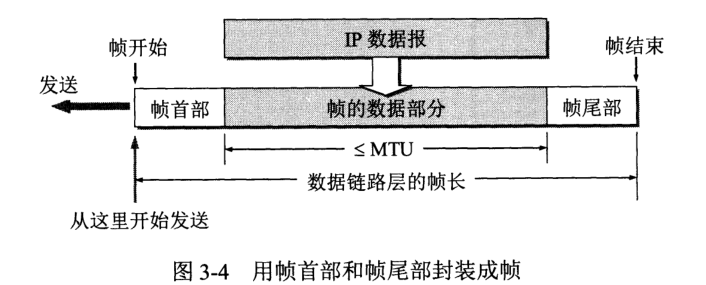 IP 数据报
帧开始
帧结束
发送
帧首部
帧的数据部分
帧尾部
≤ MTU
数据链路层的帧长
从这里开始发送
图 3-4 用帧首部和帧尾部封装成帧